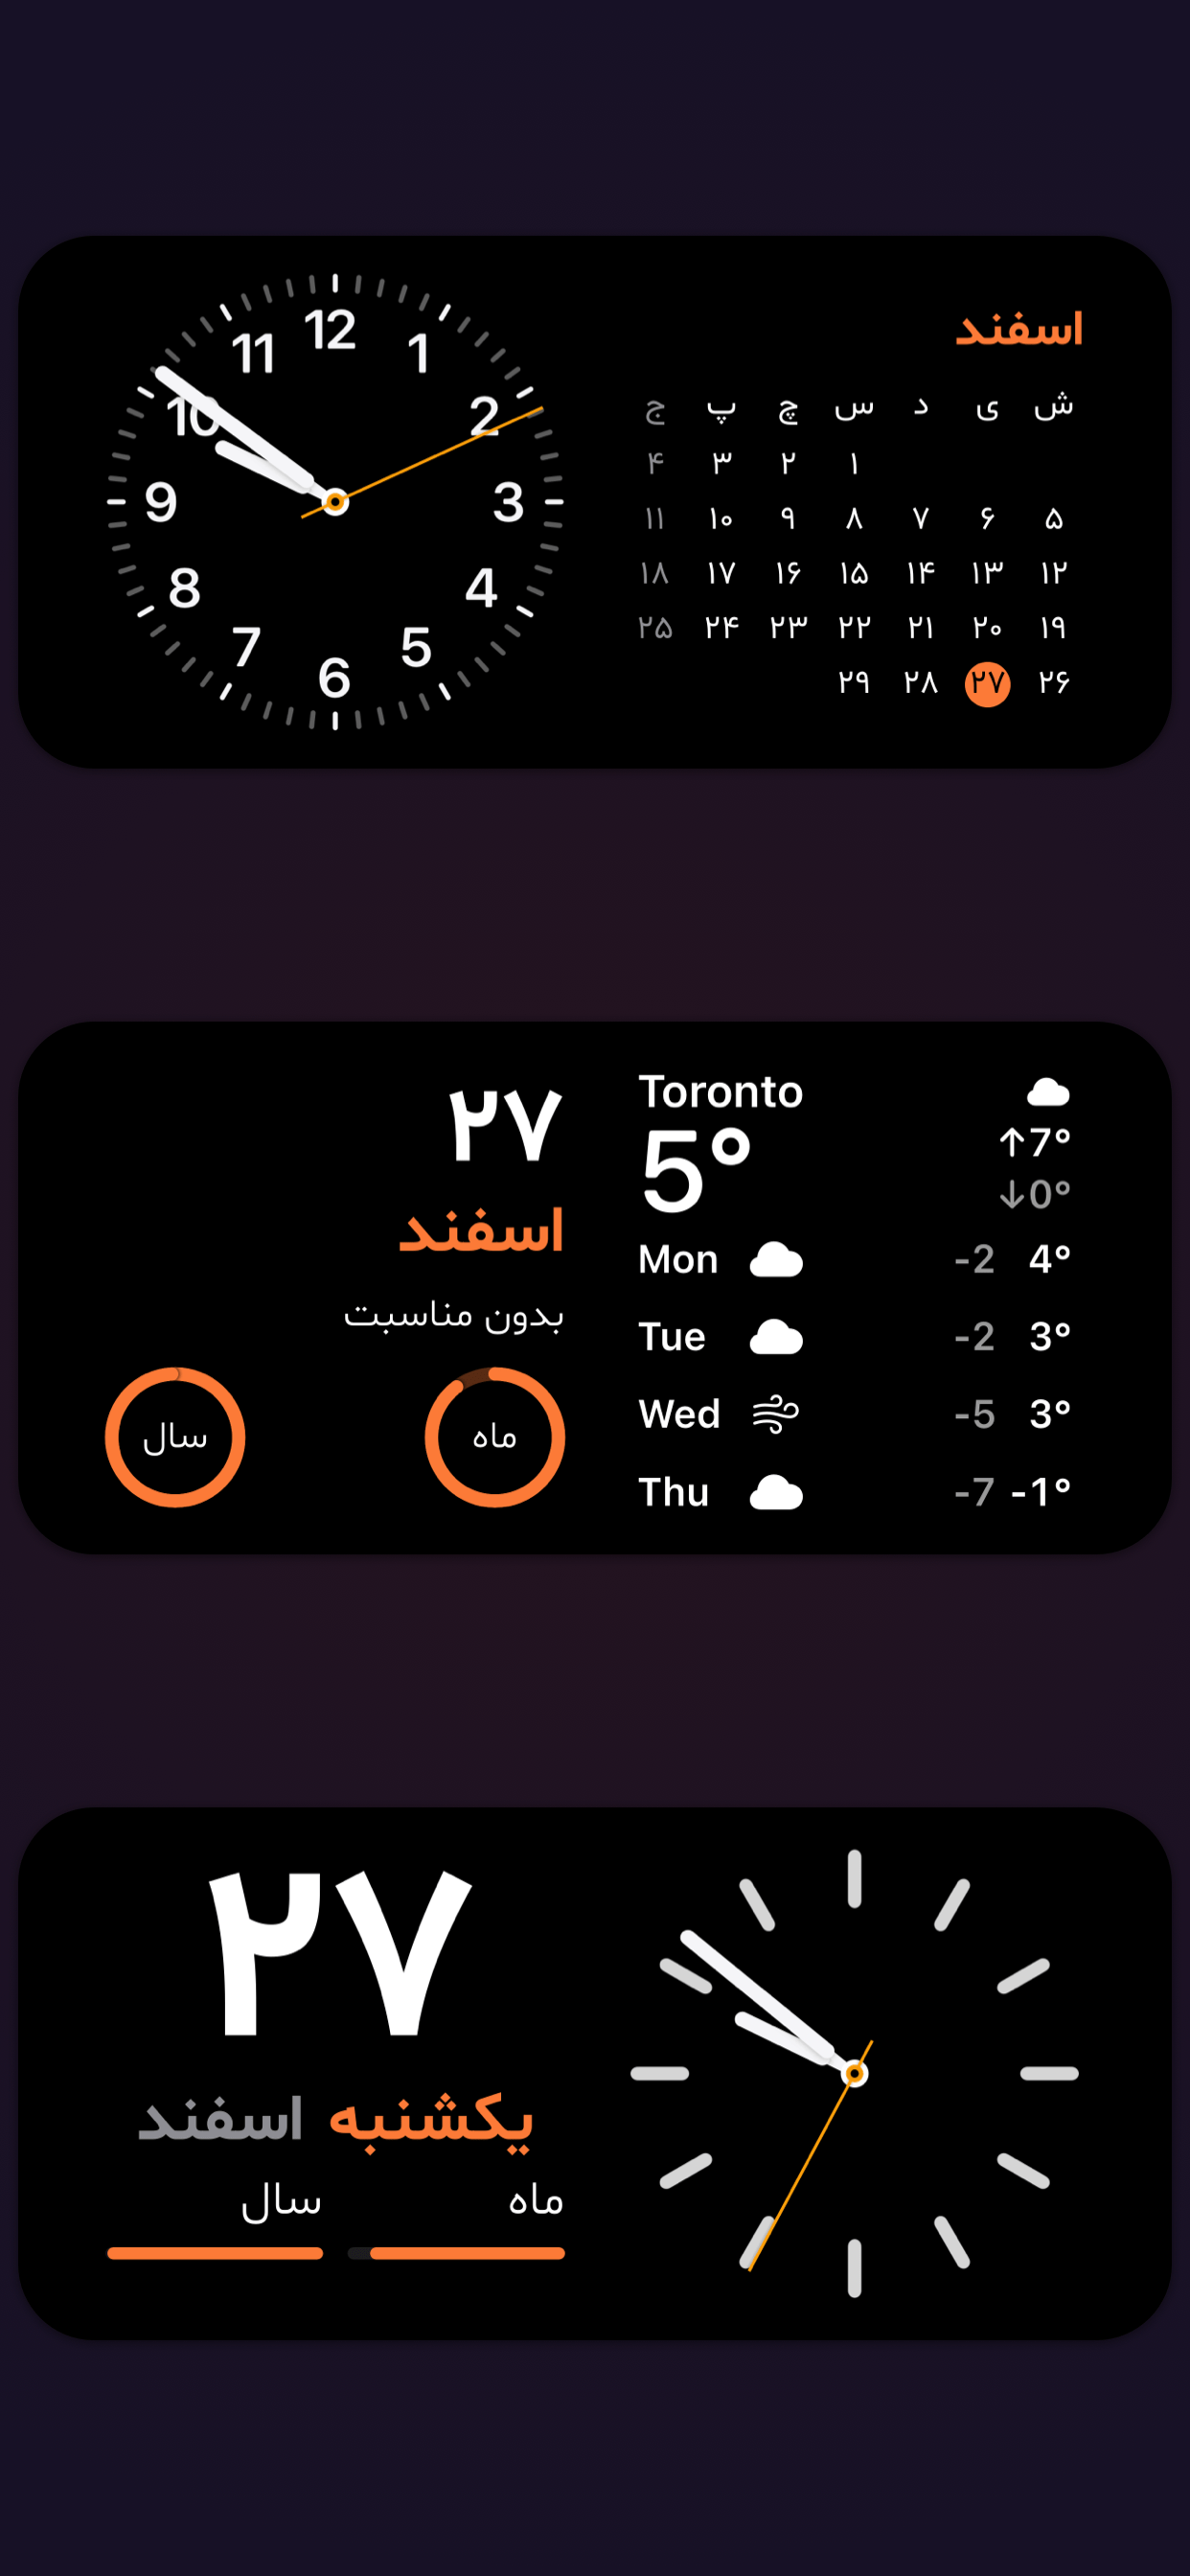 12
1
2
3
4
5
6
7
8
9
10
11
اسفند
ش ی د س چ پ ج
۱ ۲ ۳ ۴
۵ ۶ ۷ ۸ ۹ ۱۰ ۱۱
۱۲ ۱۳ ۱۴ ۱۵ ۱۶ ۱۷ ۱۸
۱۹ ۲۰ ۲۱ ۲۲ ۲۳ ۲۴ ۲۵
۲۶ ۲۷ ۲۸ ۲۹
۲۷
اسفند
بدون مناسبت
ماه سال
Toronto
5° ↑7°
↓0°
Mon -2 4°
Tue -2 3°
Wed -5 3°
Thu -7 -1°
۲۷
یکشنبه اسفند
ماه سال